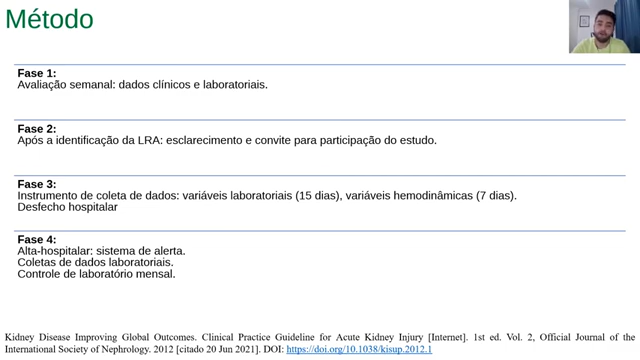 Método
Fase 1:
Avaliação semanal: dados clínicos e laboratoriais.
Fase 2:
Após a identificação da LRA: esclarecimento e convite para participação do estudo.
Fase 3:
Instrumento de coleta de dados: variáveis laboratoriais (15 dias), variáveis hemodinâmicas (7 dias).
Desfecho hospitalar
Fase 4:
Alta-hospitalar: sistema de alerta.
Coletas de dados laboratoriais.
Controle de laboratório mensal.
Kidney Disease Improving Global Outcomes. Clinical Practice Guideline for Acute Kidney Injury [Internet]. 1st ed. Vol. 2, Official Journal of the
International Society of Nephrology. 2012 [citado 20 Jun 2021]. DOI: https://doi.org/10.1038/kisup.2012.1